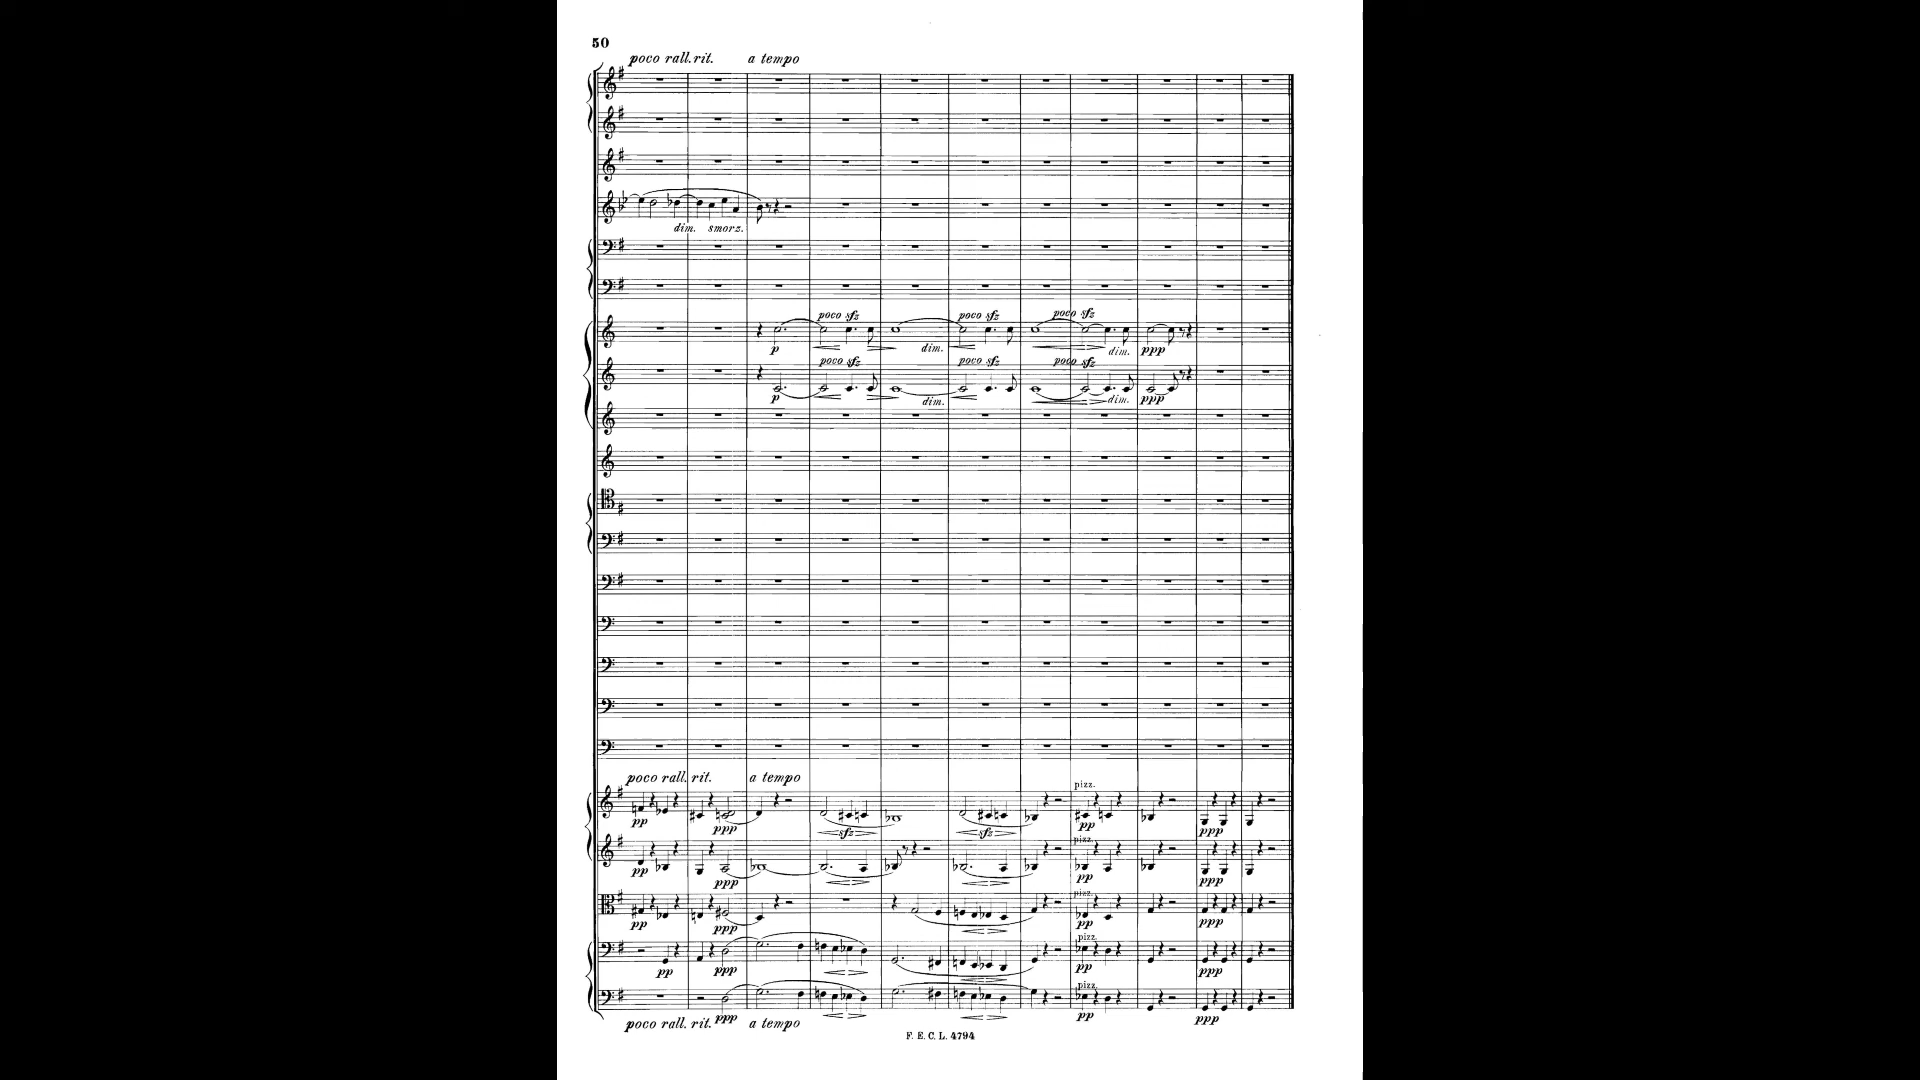 50
poco rall. rit. a tempo
dim. smorz.
poco sfz poco sfz poco sfz
p dim. dim. ppp
poco sfz poco sfz poco sfz
p dim. dim. ppp
poco rall. rit. a tempo
pizz.
pp ppp sfz sfz pp ppp
pizz.
pp ppp pp ppp
pizz.
pp ppp pp ppp
pizz.
pp ppp pp ppp
pizz.
poco rall. rit. ppp a tempo pp ppp
F. E. C. L. 4794